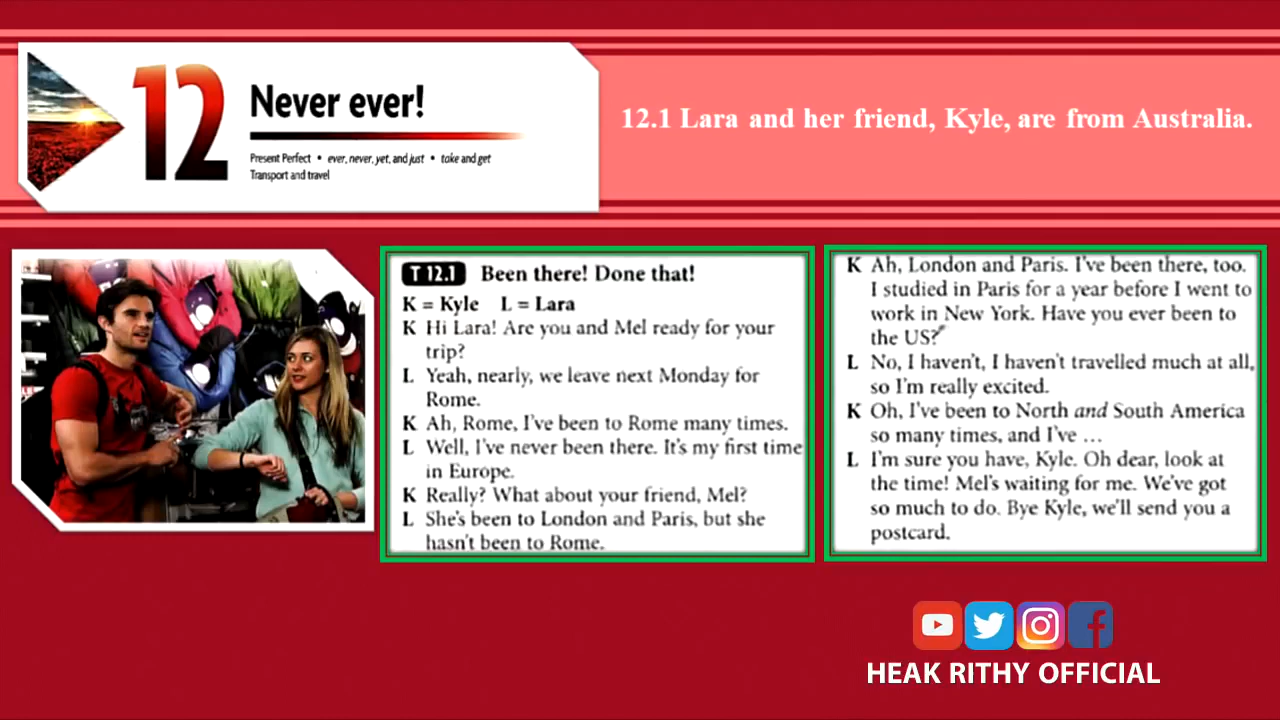 12
Never ever!
Present Perfect • ever, never, yet, and just • take and get
Transport and travel
12.1 Lara and her friend, Kyle, are from Australia.
T 12.1 Been there! Done that!
K = Kyle L = Lara
K Hi Lara! Are you and Mel ready for your
trip?
L Yeah, nearly, we leave next Monday for
Rome.
K Ah, Rome, I've been to Rome many times.
L Well, I've never been there. It's my first time
in Europe.
K Really? What about your friend, Mel?
L She's been to London and Paris, but she
hasn't been to Rome.
K Ah, London and Paris. I've been there, too.
I studied in Paris for a year before I went to
work in New York. Have you ever been to
the US?
L No, I haven't, I haven't travelled much at all,
so I'm really excited.
K Oh, I've been to North and South America
so many times, and I've ...
L I'm sure you have, Kyle. Oh dear, look at
the time! Mel's waiting for me. We've got
so much to do. Bye Kyle, we'll send you a
postcard.
HEAK RITHY OFFICIAL